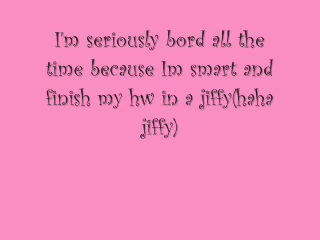 I'm seriously bord all the
time because Im smart and
finish my hw in a jiffy(haha
jiffy)